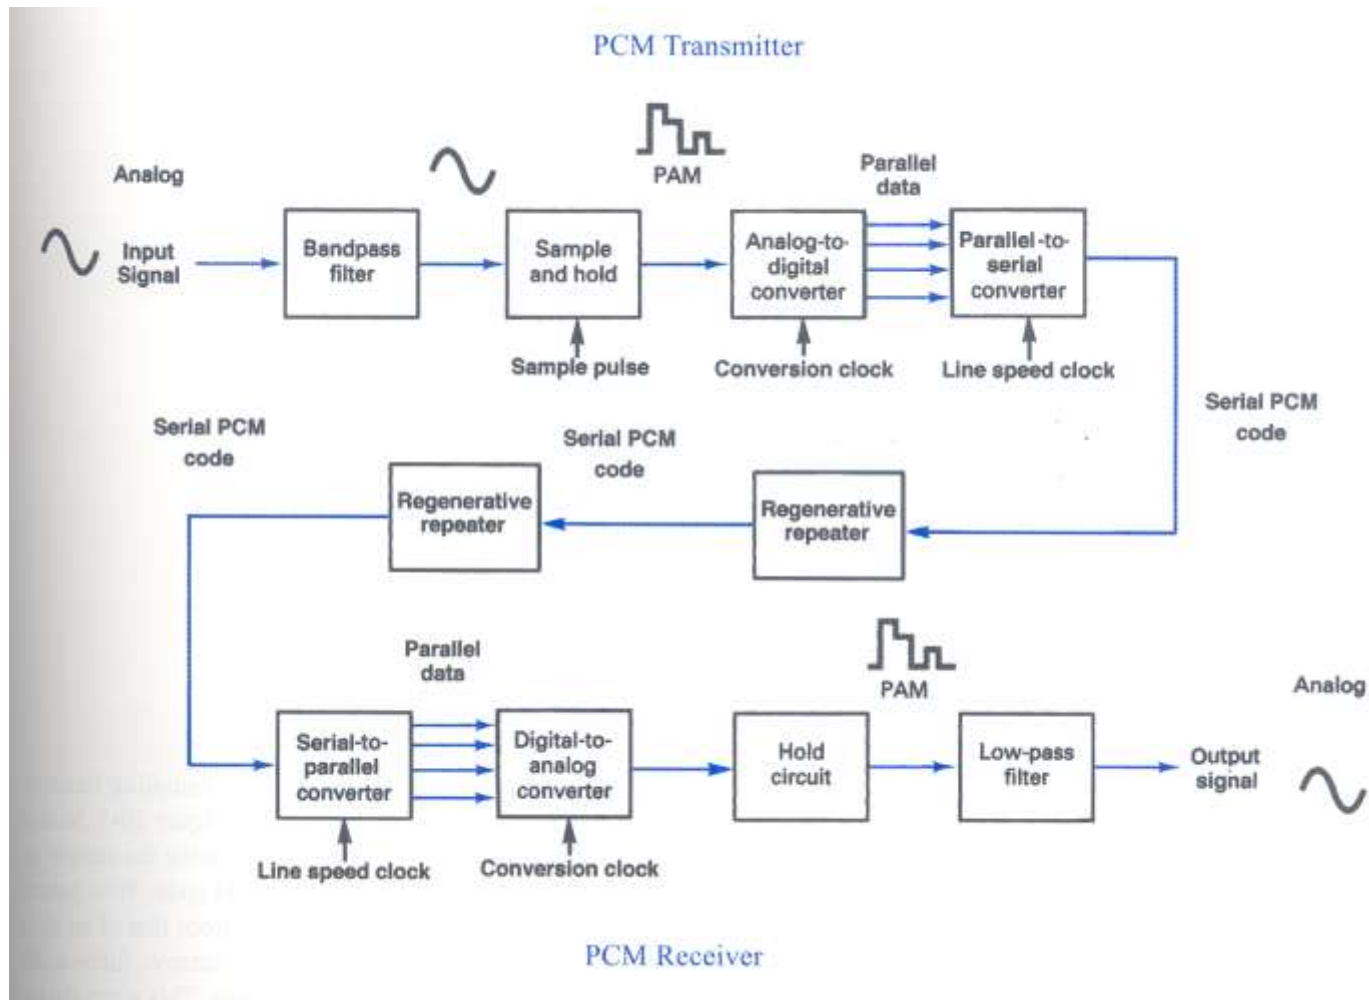 PCM Transmitter
PAM
Analog
Parallel
data
Input
Signal
Bandpass
filter
Sample
and hold
Analog-to-
digital
converter
Parallel-to-
serial
converter
Sample pulse
Conversion clock
Line speed clock
Serial PCM
code
Serial PCM
code
Serial PCM
code
Regenerative
repeater
Regenerative
repeater
Parallel
data
PAM
Analog
Serial-to-
parallel
converter
Digital-to-
analog
converter
Hold
circuit
Low-pass
filter
Output
signal
Line speed clock
Conversion clock
PCM Receiver